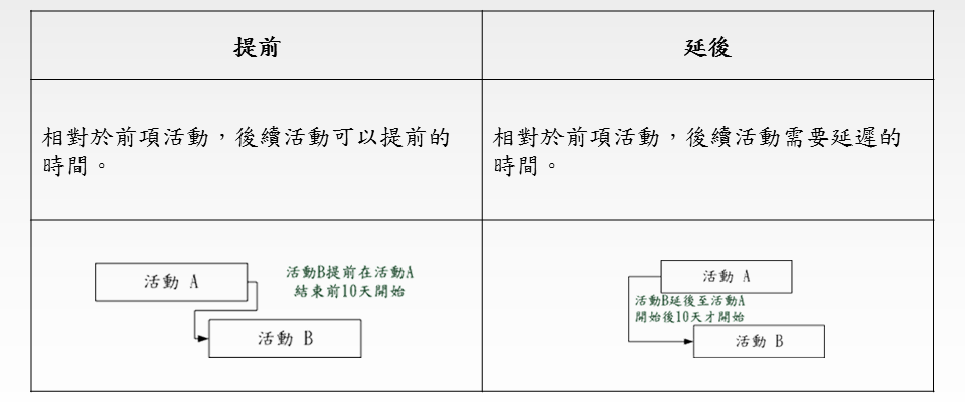 提前
延後
相對於前項活動，後續活動可以提前的
時間。
相對於前項活動，後續活動需要延遲的
時間。
活動 A
活動B提前在活動A
結束前10天開始
活動 B
活動 A
活動B延後至活動A
開始後10天才開始
活動 B